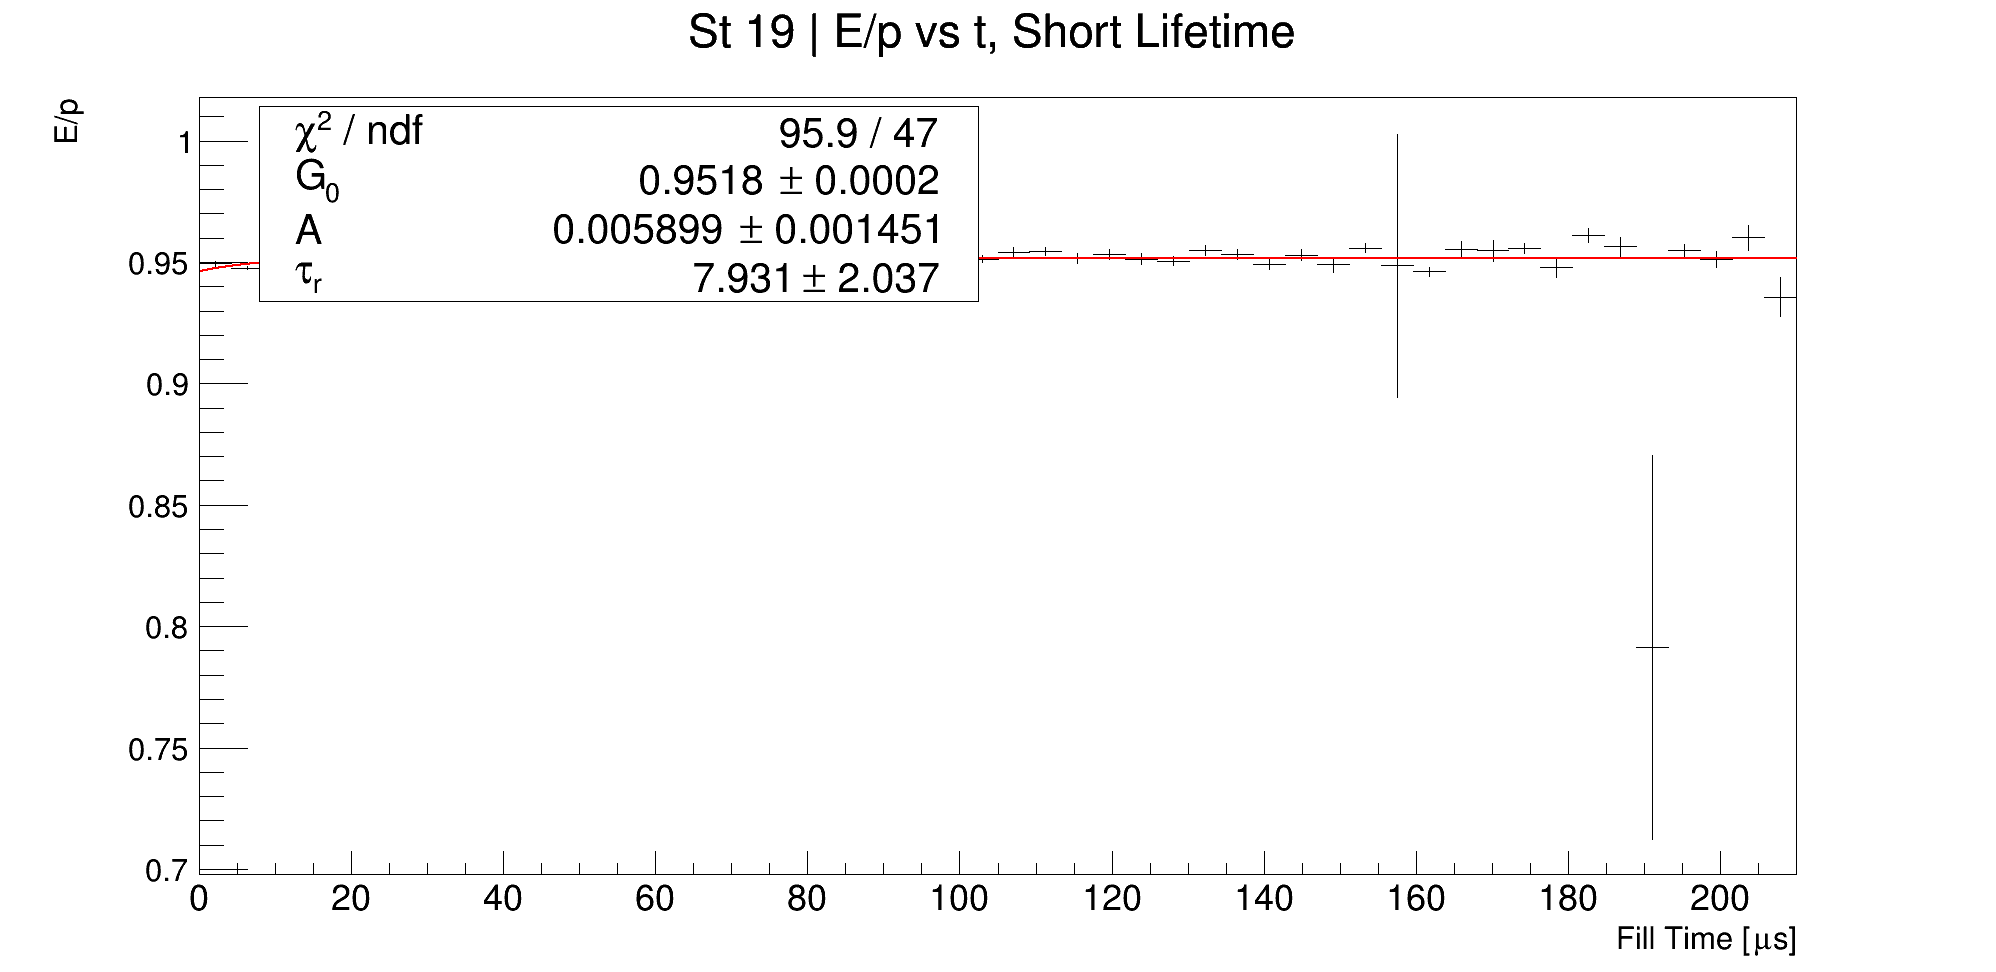 St 19 | E/p vs t, Short Lifetime
E/p
χ² / ndf 95.9 / 47
G₀ 0.9518 ± 0.0002
A 0.005899 ± 0.001451
τᵣ 7.931 ± 2.037
1
0.95
0.9
0.85
0.8
0.75
0.7
0 20 40 60 80 100 120 140 160 180 200
Fill Time [μs]